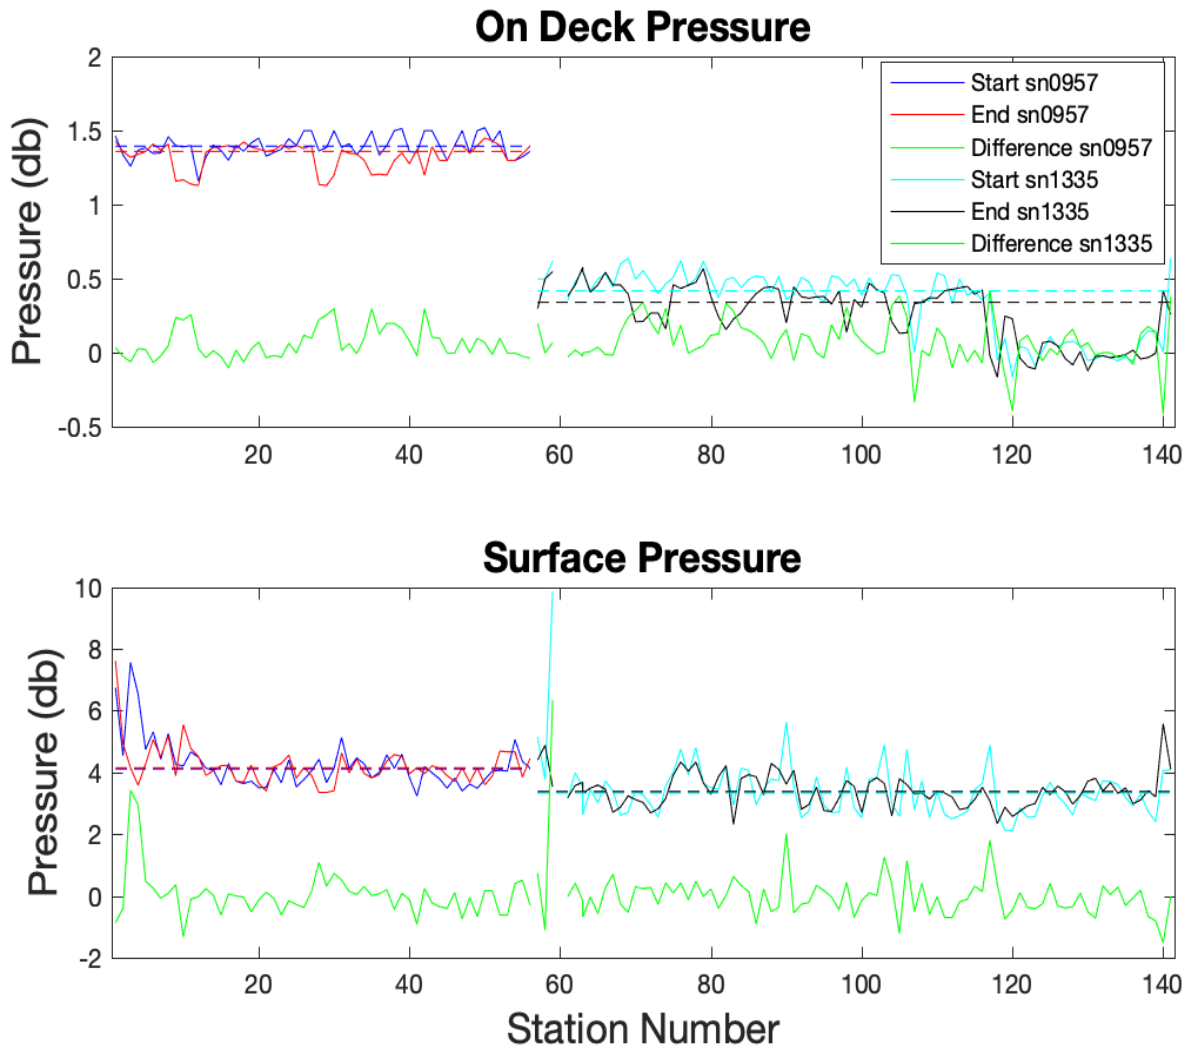 On Deck Pressure
Pressure (db)
2
1.5
1
0.5
0
-0.5
20 40 60 80 100 120 140
Start sn0957
End sn0957
Difference sn0957
Start sn1335
End sn1335
Difference sn1335
Surface Pressure
Pressure (db)
10
8
6
4
2
0
-2
20 40 60 80 100 120 140
Station Number